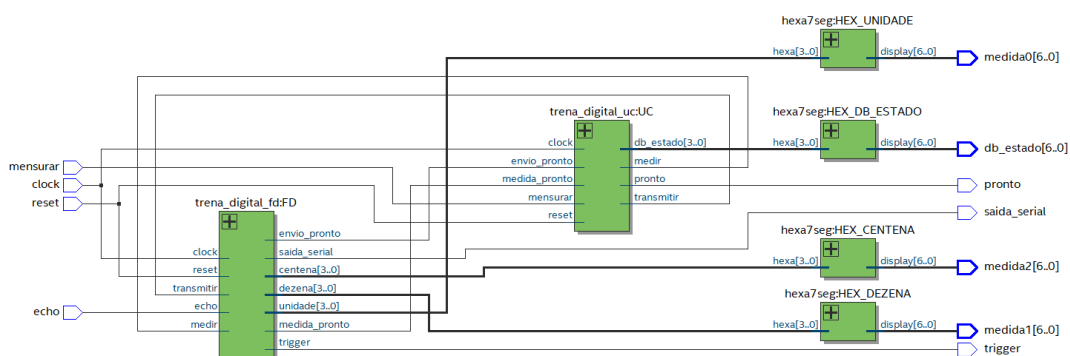 hexa7seg:HEX_UNIDADE
hexa[3..0] display[6..0] medida0[6..0]
trena_digital_uc:UC
hexa7seg:HEX_DB_ESTADO
clock db_estado[3..0] hexa[3..0] display[6..0] db_estado[6..0]
envio_pronto medir
mensurar
medida_pronto pronto pronto
clock
mensurar transmitir
reset
reset
saida_serial
trena_digital_fd:FD
envio_pronto
hexa7seg:HEX_CENTENA
clock saida_serial
reset centena[3..0] hexa[3..0] display[6..0] medida2[6..0]
transmitir dezena[3..0]
hexa7seg:HEX_DEZENA
echo echo unidade[3..0]
medir medida_pronto hexa[3..0] display[6..0] medida1[6..0]
trigger trigger